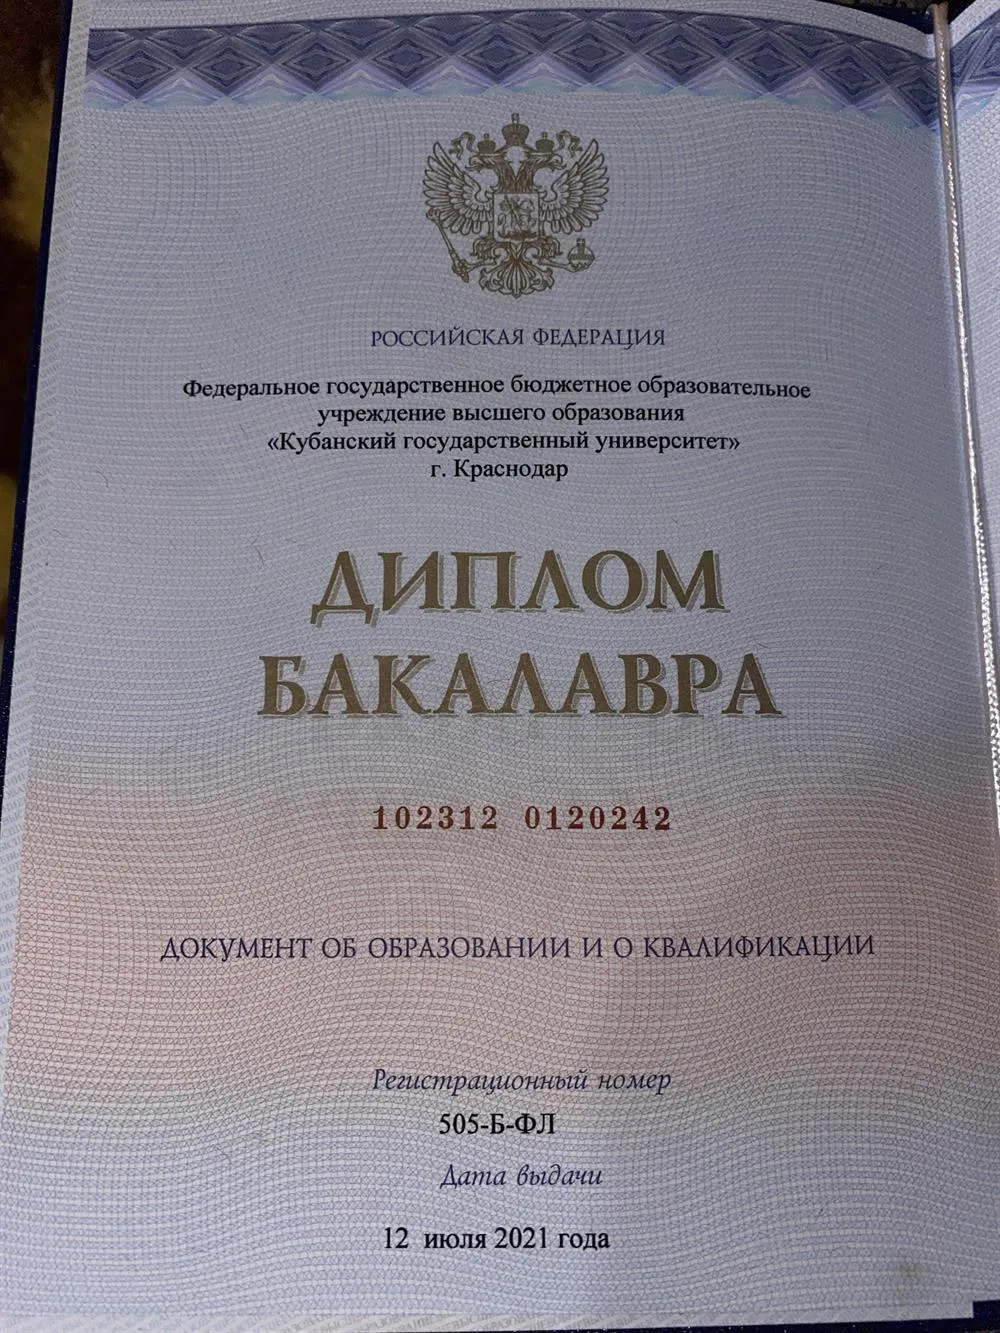 РОССИЙСКАЯ ФЕДЕРАЦИЯ
Федеральное государственное бюджетное образовательное
учреждение высшего образования
«Кубанский государственный университет»
г. Краснодар
ДИПЛОМ
БАКАЛАВРА
102312 0120242
ДОКУМЕНТ ОБ ОБРАЗОВАНИИ И О КВАЛИФИКАЦИИ
Регистрационный номер
505-Б-ФЛ
Дата выдачи
12 июля 2021 года